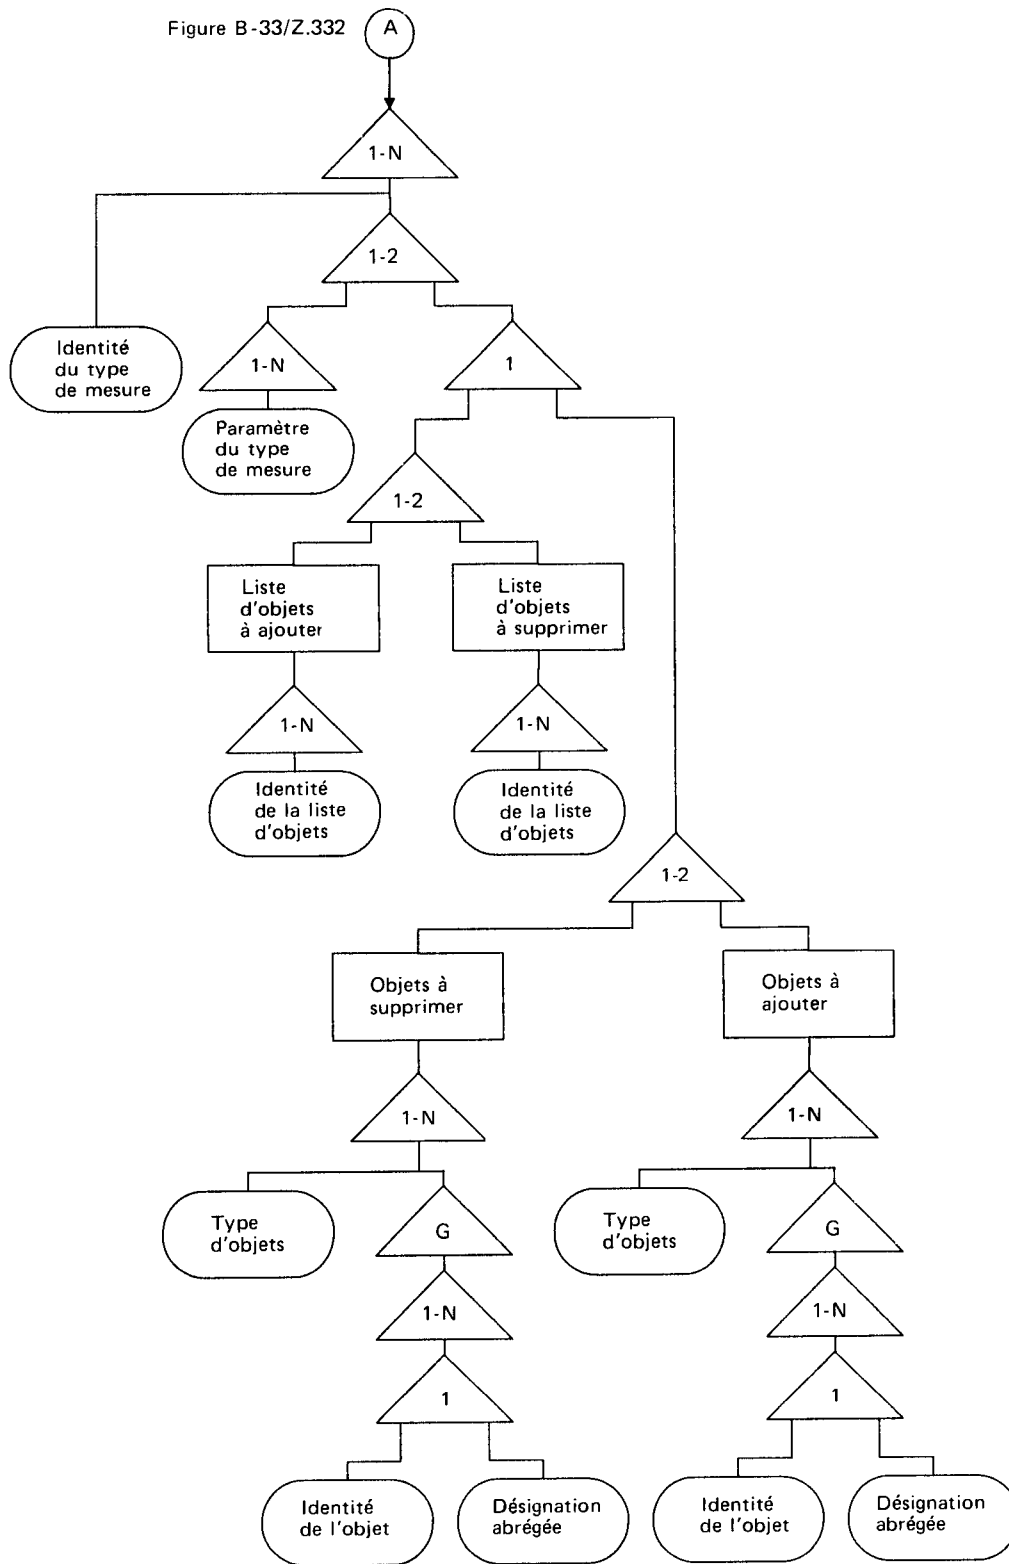 Figure B-33/Z.332
A
1-N
1-2
Identité
du type
de mesure
1-N
1
Paramètre
du type
de mesure
1-2
Liste
d'objets
à ajouter
Liste
d'objets
à supprimer
1-N
1-N
Identité
de la liste
d'objets
Identité
de la liste
d'objets
1-2
Objets à
supprimer
Objets à
ajouter
1-N
1-N
Type
d'objets
G
Type
d'objets
G
1-N
1-N
1
1
Identité
de l'objet
Désignation
abrégée
Identité
de l'objet
Désignation
abrégée